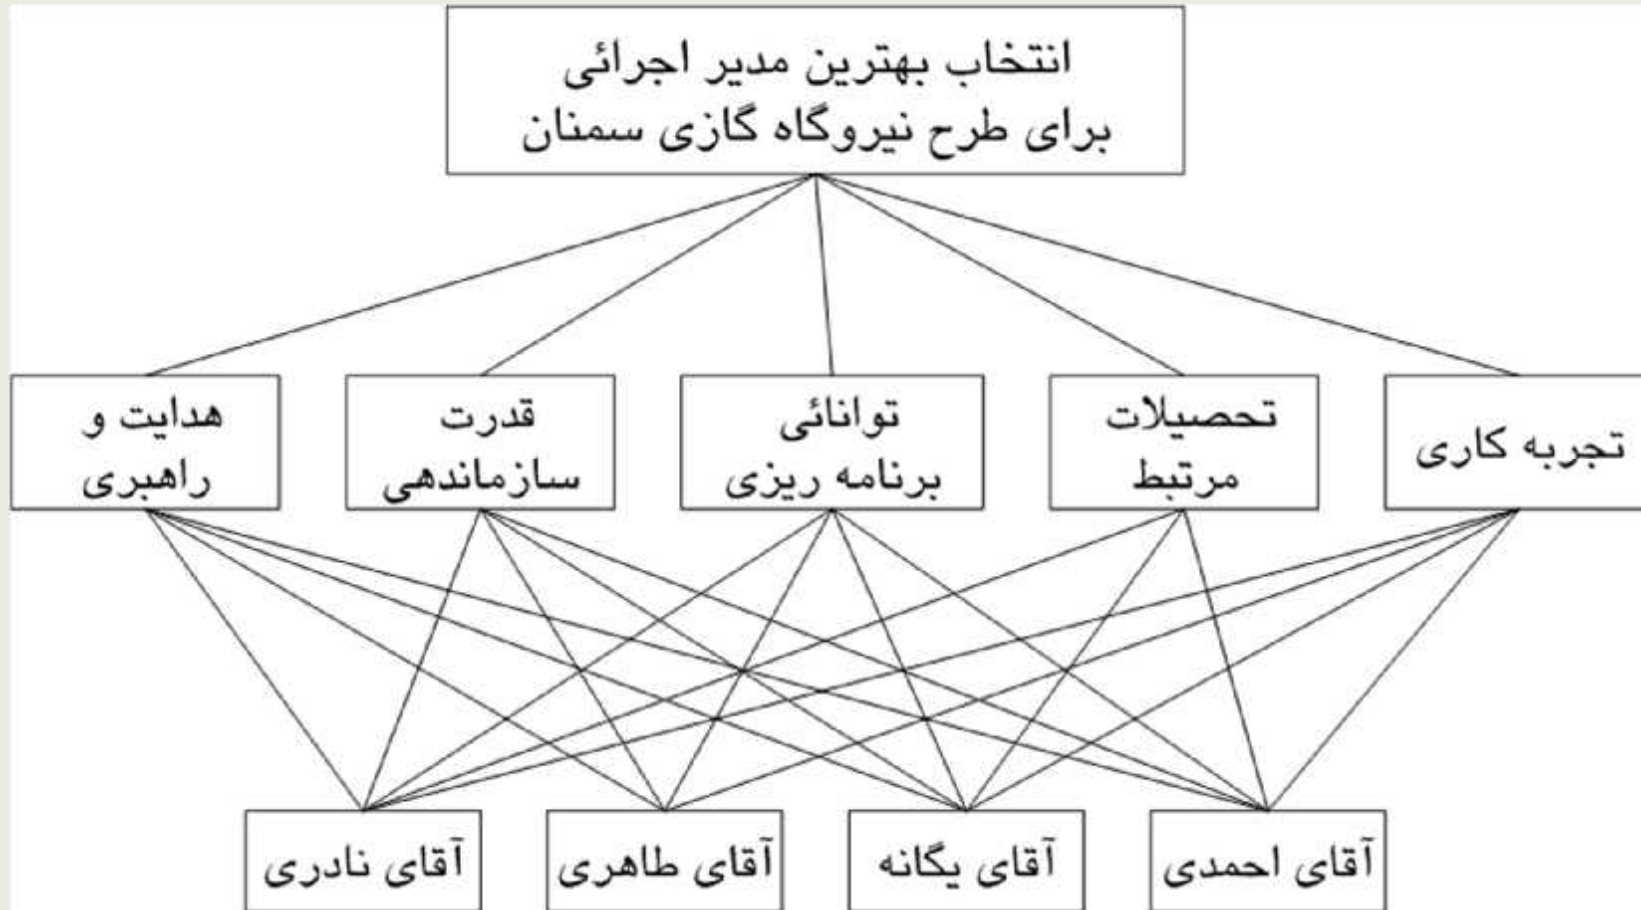 انتخاب بهترین مدیر اجرائی
برای طرح نیروگاه گازی سمنان
تجربه کاری
تحصیلات
مرتبط
توانائی
برنامه ریزی
قدرت
سازماندهی
هدایت و
راهبری
آقای احمدی
آقای یگانه
آقای طاهری
آقای نادری